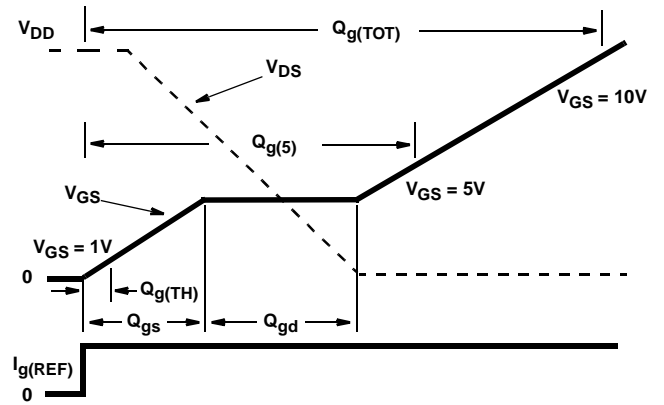 V_DD
Q_g(TOT)
V_DS
V_GS = 10V
Q_g(5)
V_GS
V_GS = 5V
V_GS = 1V
0
Q_g(TH)
Q_gs
Q_gd
I_g(REF)
0